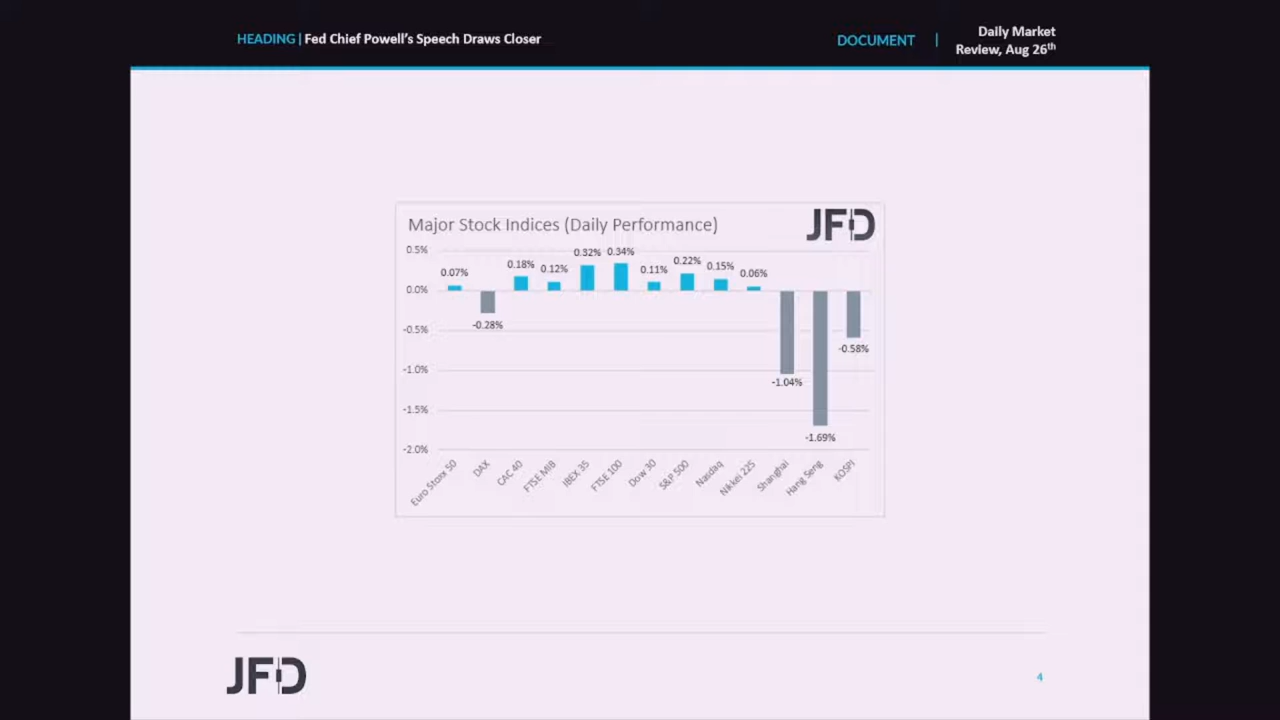 HEADING | Fed Chief Powell's Speech Draws Closer
DOCUMENT | Daily Market
Review, Aug 26th
Major Stock Indices (Daily Performance)
JFD
0.5%
0.0%
-0.5%
-1.0%
-1.5%
-2.0%
0.07%
-0.28%
0.18%
0.12%
0.32%
0.34%
0.11%
0.22%
0.15%
0.06%
-1.04%
-1.69%
-0.58%
Euro Stoxx 50
DAX
CAC 40
FTSE MIB
IBEX 35
FTSE 100
Dow 30
S&P 500
Nasdaq
Nikkei 225
Shanghai
Hang Seng
KOSPI
JFD
4